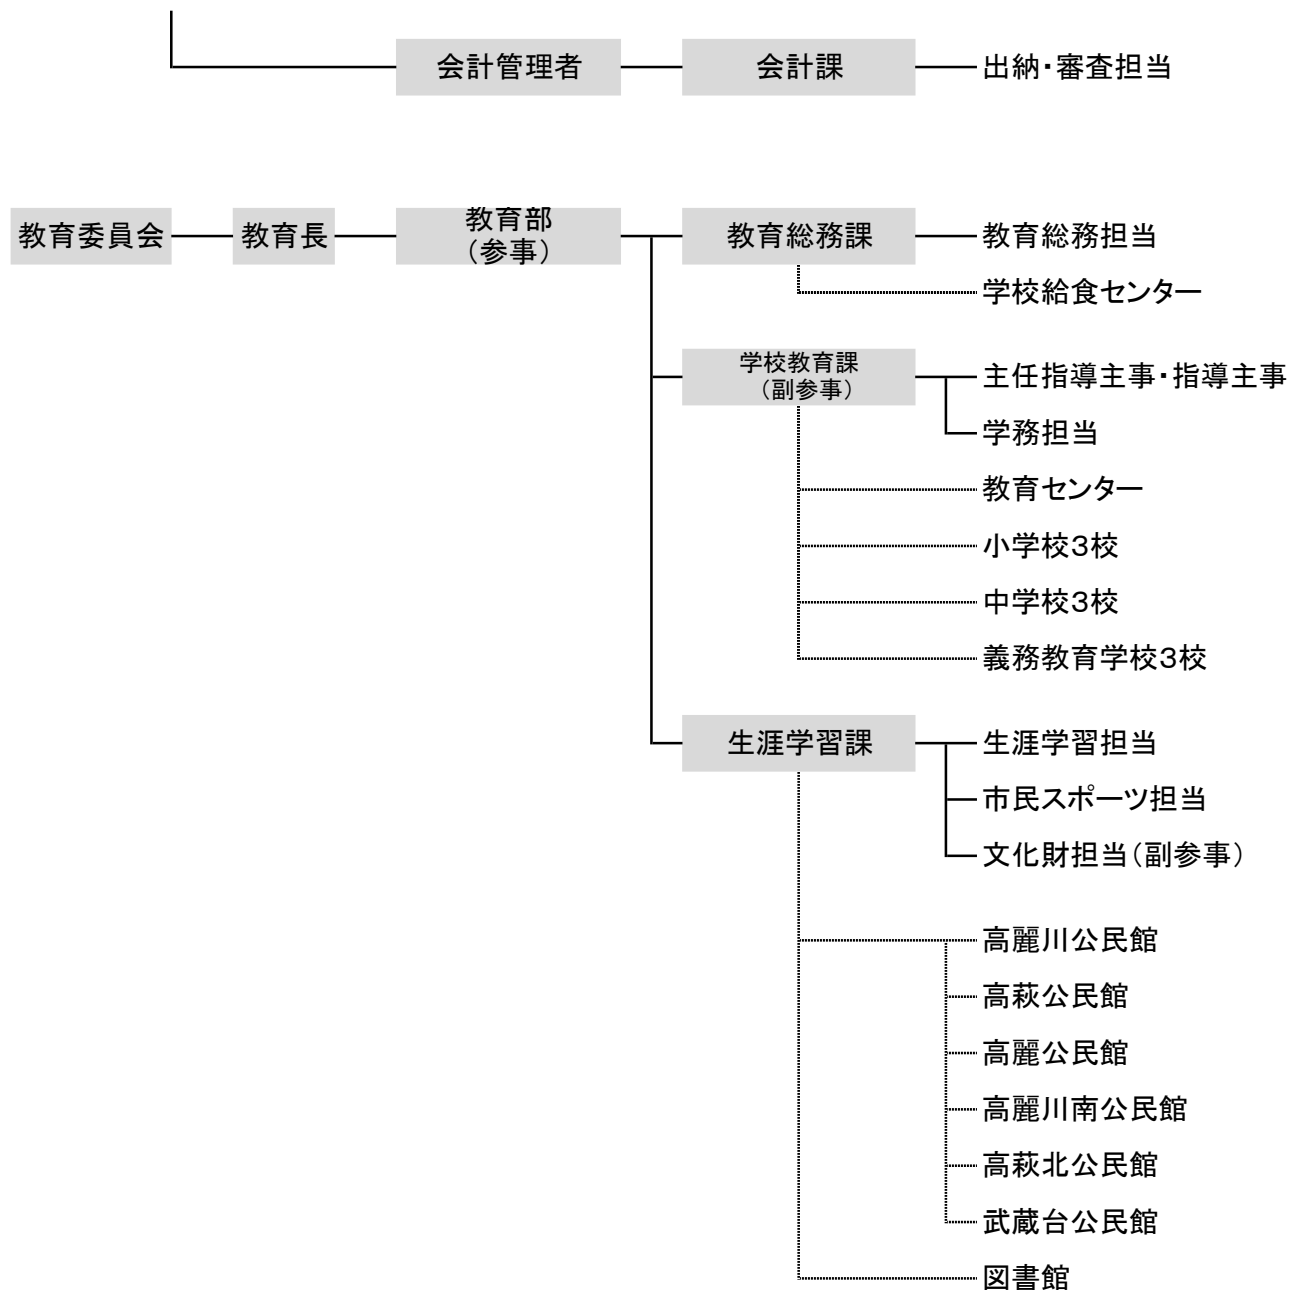 会計管理者 会計課 出納・審査担当
教育委員会 教育長 教育部 教育総務課 教育総務担当
（参事）
学校給食センター
学校教育課 主任指導主事・指導主事
（副参事）
学務担当
教育センター
小学校３校
中学校３校
義務教育学校３校
生涯学習課 生涯学習担当
市民スポーツ担当
文化財担当（副参事）
高麗川公民館
高萩公民館
高麗公民館
高麗川南公民館
高萩北公民館
武蔵台公民館
図書館